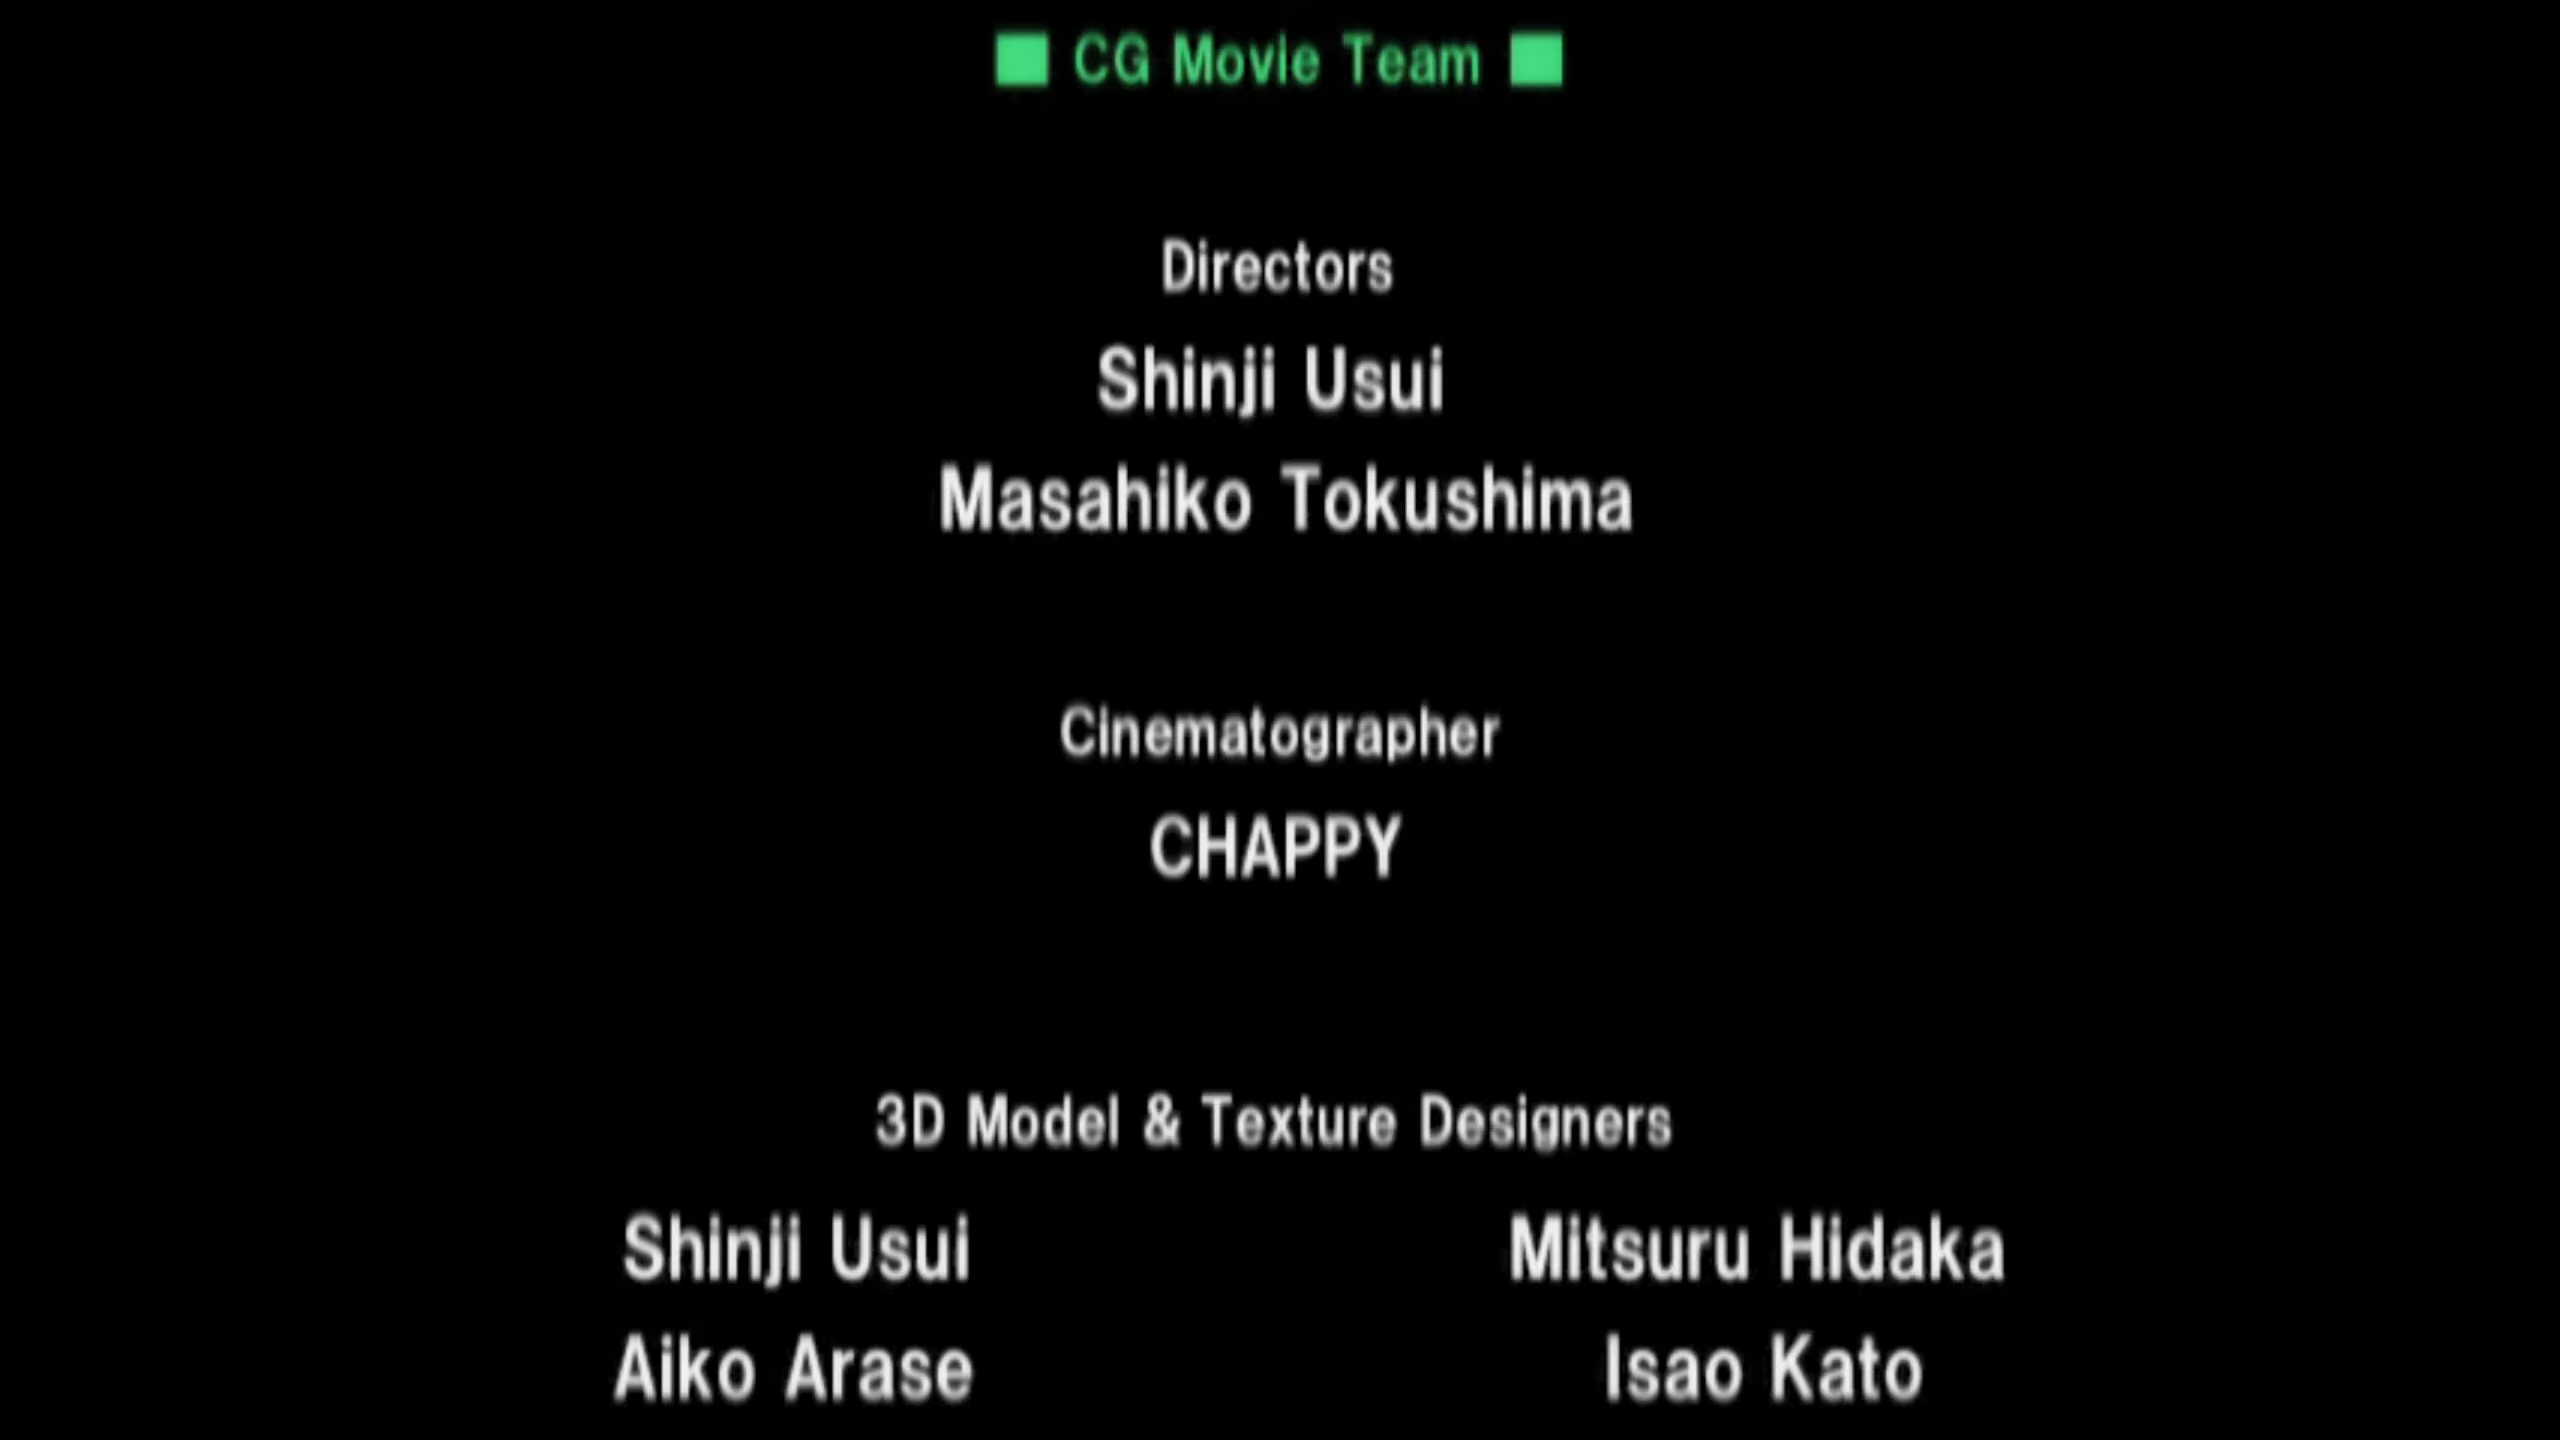 ■ CG Movie Team ■
Directors
Shinji Usui
Masahiko Tokushima
Cinematographer
CHAPPY
3D Model & Texture Designers
Shinji Usui Mitsuru Hidaka
Aiko Arase Isao Kato